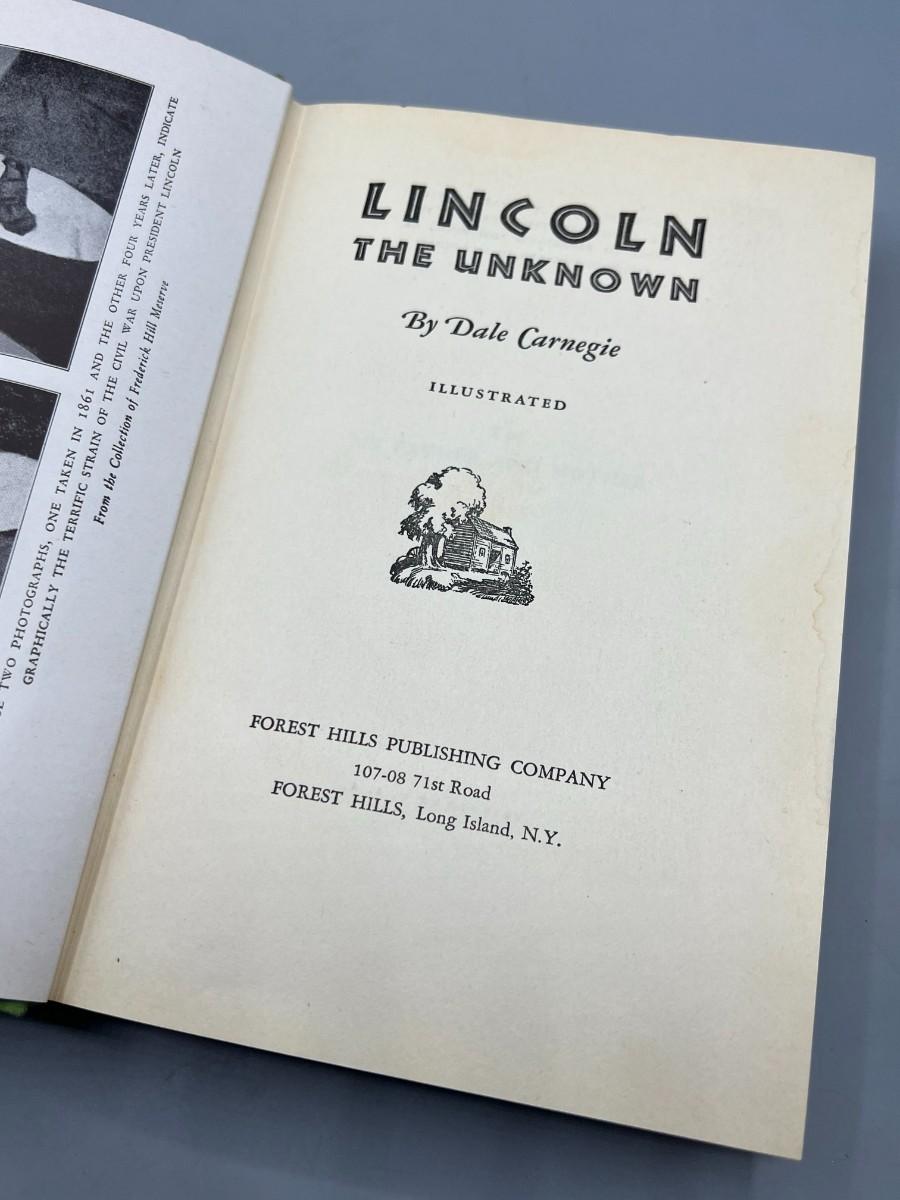 TWO PHOTOGRAPHS, ONE TAKEN IN 1861 AND THE OTHER FOUR YEARS LATER, INDICATE
GRAPHICALLY THE TERRIFIC STRAIN OF THE CIVIL WAR UPON PRESIDENT LINCOLN
From the Collection of Frederick Hill Meserve
LINCOLN
THE UNKNOWN
By Dale Carnegie
ILLUSTRATED
FOREST HILLS PUBLISHING COMPANY
107-08 71st Road
FOREST HILLS, Long Island, N.Y.